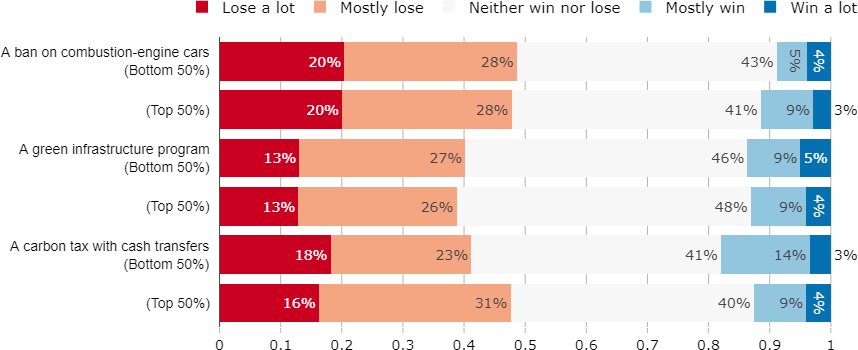 Lose a lot Mostly lose Neither win nor lose Mostly win Win a lot
A ban on combustion-engine cars
(Bottom 50%)
20% 28% 43% 5% 4%
(Top 50%) 20% 28% 41% 9% 3%
A green infrastructure program
(Bottom 50%)
13% 27% 46% 9% 5%
(Top 50%) 13% 26% 48% 9% 4%
A carbon tax with cash transfers
(Bottom 50%)
18% 23% 41% 14% 3%
(Top 50%) 16% 31% 40% 9% 4%
0 0.1 0.2 0.3 0.4 0.5 0.6 0.7 0.8 0.9 1